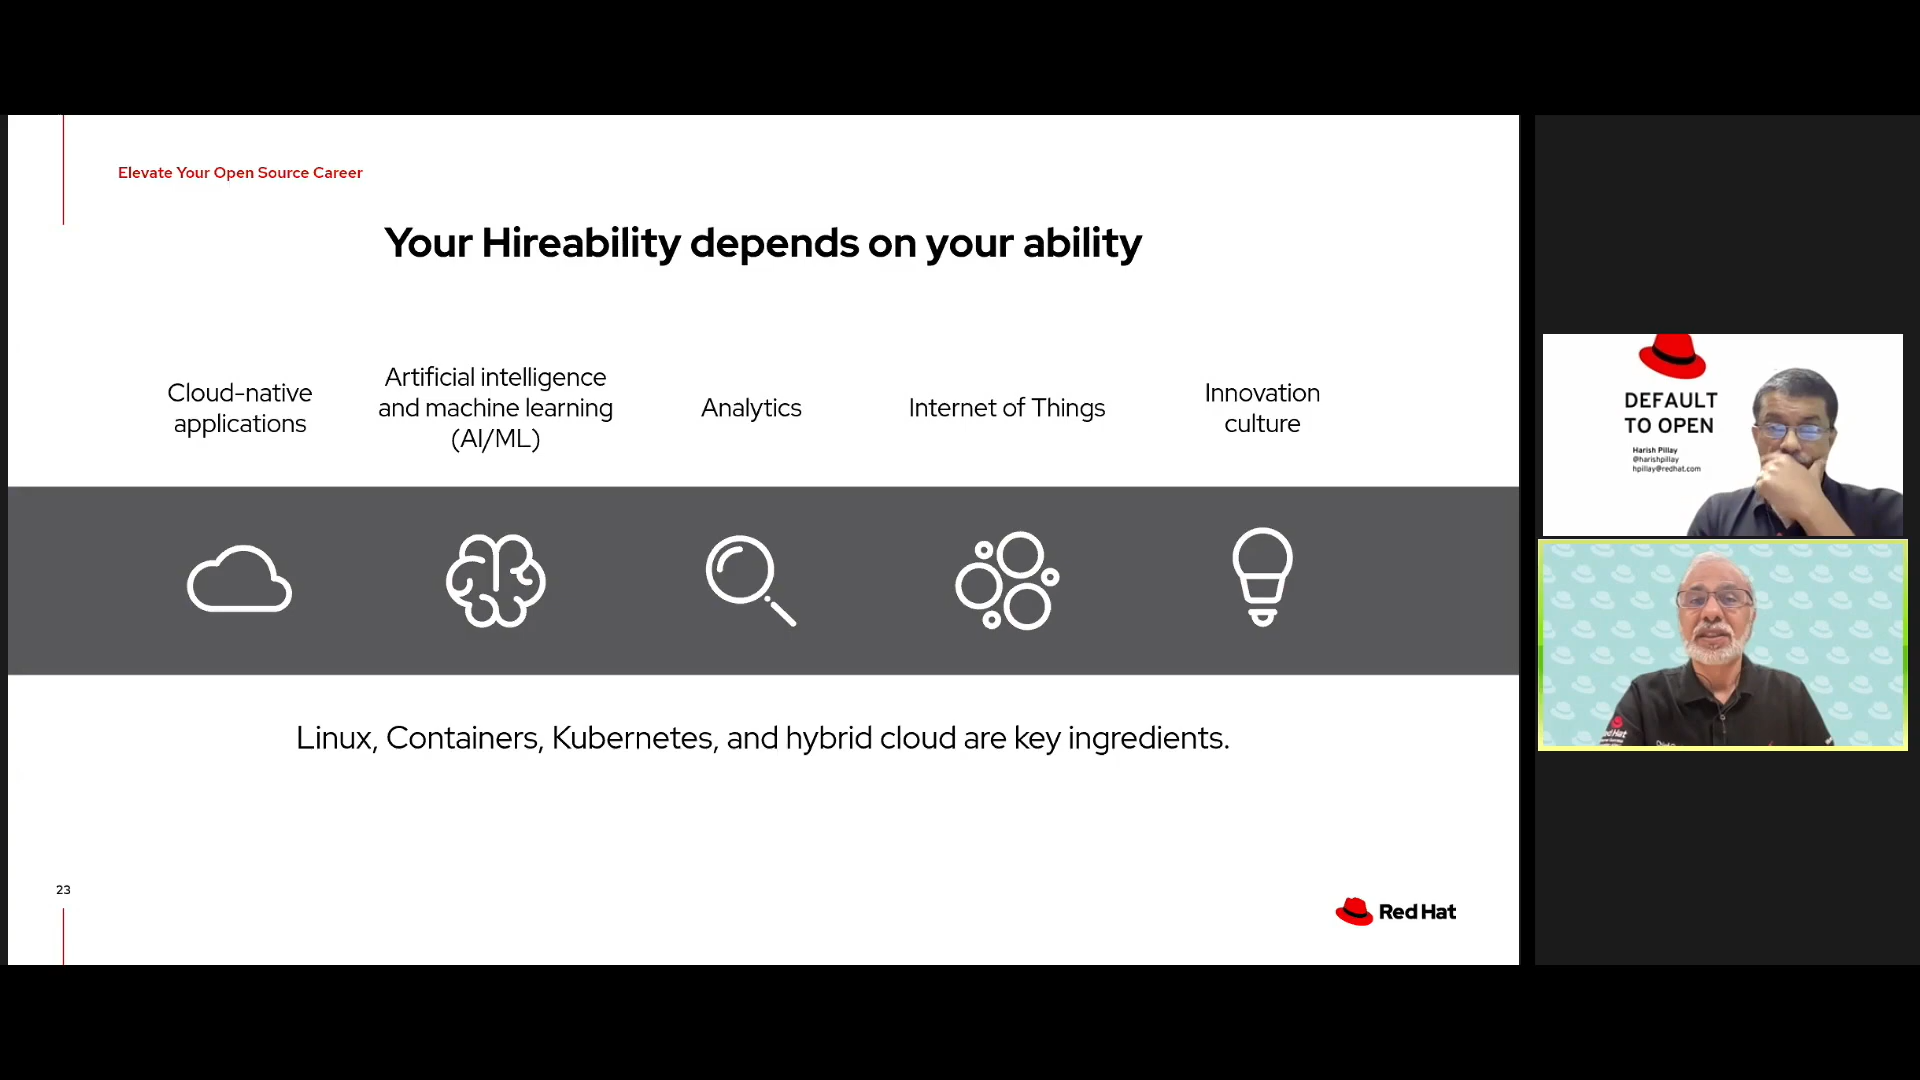 Elevate Your Open Source Career
Your Hireability depends on your ability
Cloud-native
applications
Artificial intelligence
and machine learning
(AI/ML)
Analytics
Internet of Things
Innovation
culture
Linux, Containers, Kubernetes, and hybrid cloud are key ingredients.
23
Red Hat
DEFAULT
TO OPEN
Harish Pillay
@harishpillay
hpillay@redhat.com
Red Hat